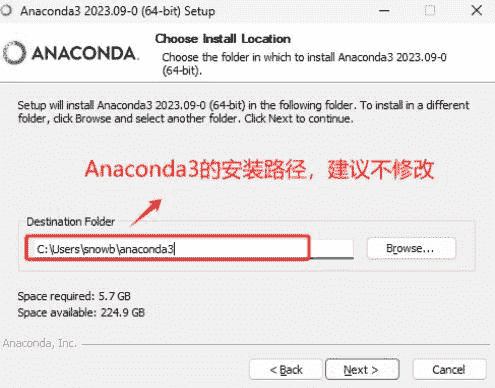 Anaconda3 2023.09-0 (64-bit) Setup
ANACONDA.
Choose Install Location
Choose the folder in which to install Anaconda3 2023.09-0
(64-bit).
Setup will install Anaconda3 2023.09-0 (64-bit) in the following folder. To install in a different
folder, click Browse and select another folder. Click Next to continue.
Anaconda3的安装路径，建议不修改
Destination Folder
C:\Users\snowb\anaconda3
Browse...
Space required: 5.7 GB
Space available: 224.9 GB
Anaconda, Inc.
< Back
Next >
Cancel